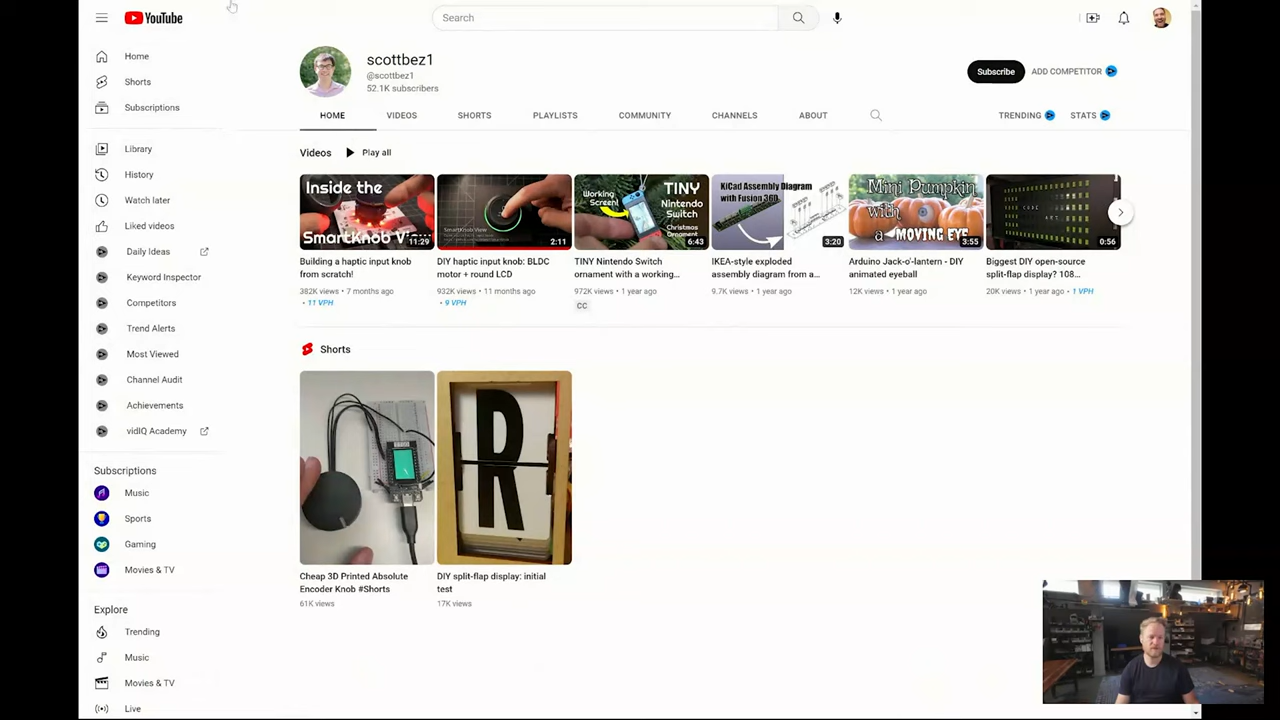 YouTube
Search
Home
Shorts
Subscriptions
Library
History
Watch later
Liked videos
Daily Ideas
Keyword Inspector
Competitors
Trend Alerts
Most Viewed
Channel Audit
Achievements
vidIQ Academy
Subscriptions
Music
Sports
Gaming
Movies & TV
Explore
Trending
Music
Movies & TV
Live
scottbez1
@scottbez1
52.1K subscribers
Subscribe
ADD COMPETITOR
HOME
VIDEOS
SHORTS
PLAYLISTS
COMMUNITY
CHANNELS
ABOUT
TRENDING
STATS
Videos
Play all
Inside the
SmartKnob Vi
11:29
Building a haptic input knob
from scratch!
382K views • 7 months ago
• 11 VPH
SmartKnob View
2:11
DIY haptic input knob: BLDC
motor + round LCD
932K views • 11 months ago
• 9 VPH
Working
Screen!
TINY
Nintendo
Switch
Christmas
Ornament
6:43
TINY Nintendo Switch
ornament with a working...
972K views • 1 year ago
CC
KiCad Assembly Diagram
with Fusion 360
3:20
IKEA-style exploded
assembly diagram from a...
9.7K views • 1 year ago
Mini Pumpkin
with
a MOVING EYE
3:55
Arduino Jack-o'-lantern - DIY
animated eyeball
12K views • 1 year ago
CODE
ART
0:56
Biggest DIY open-source
split-flap display? 108...
20K views • 1 year ago • 1 VPH
Shorts
Cheap 3D Printed Absolute
Encoder Knob #Shorts
61K views
R
DIY split-flap display: initial
test
17K views